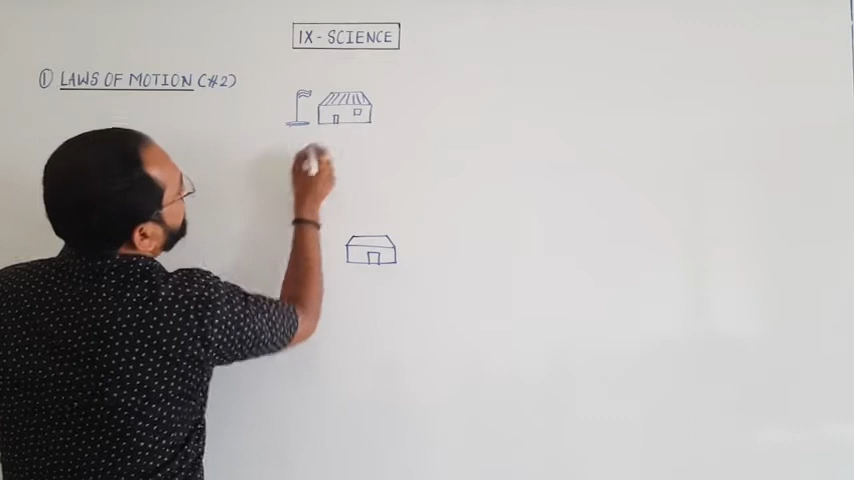 IX - SCIENCE
① LAWS OF MOTION (#2)